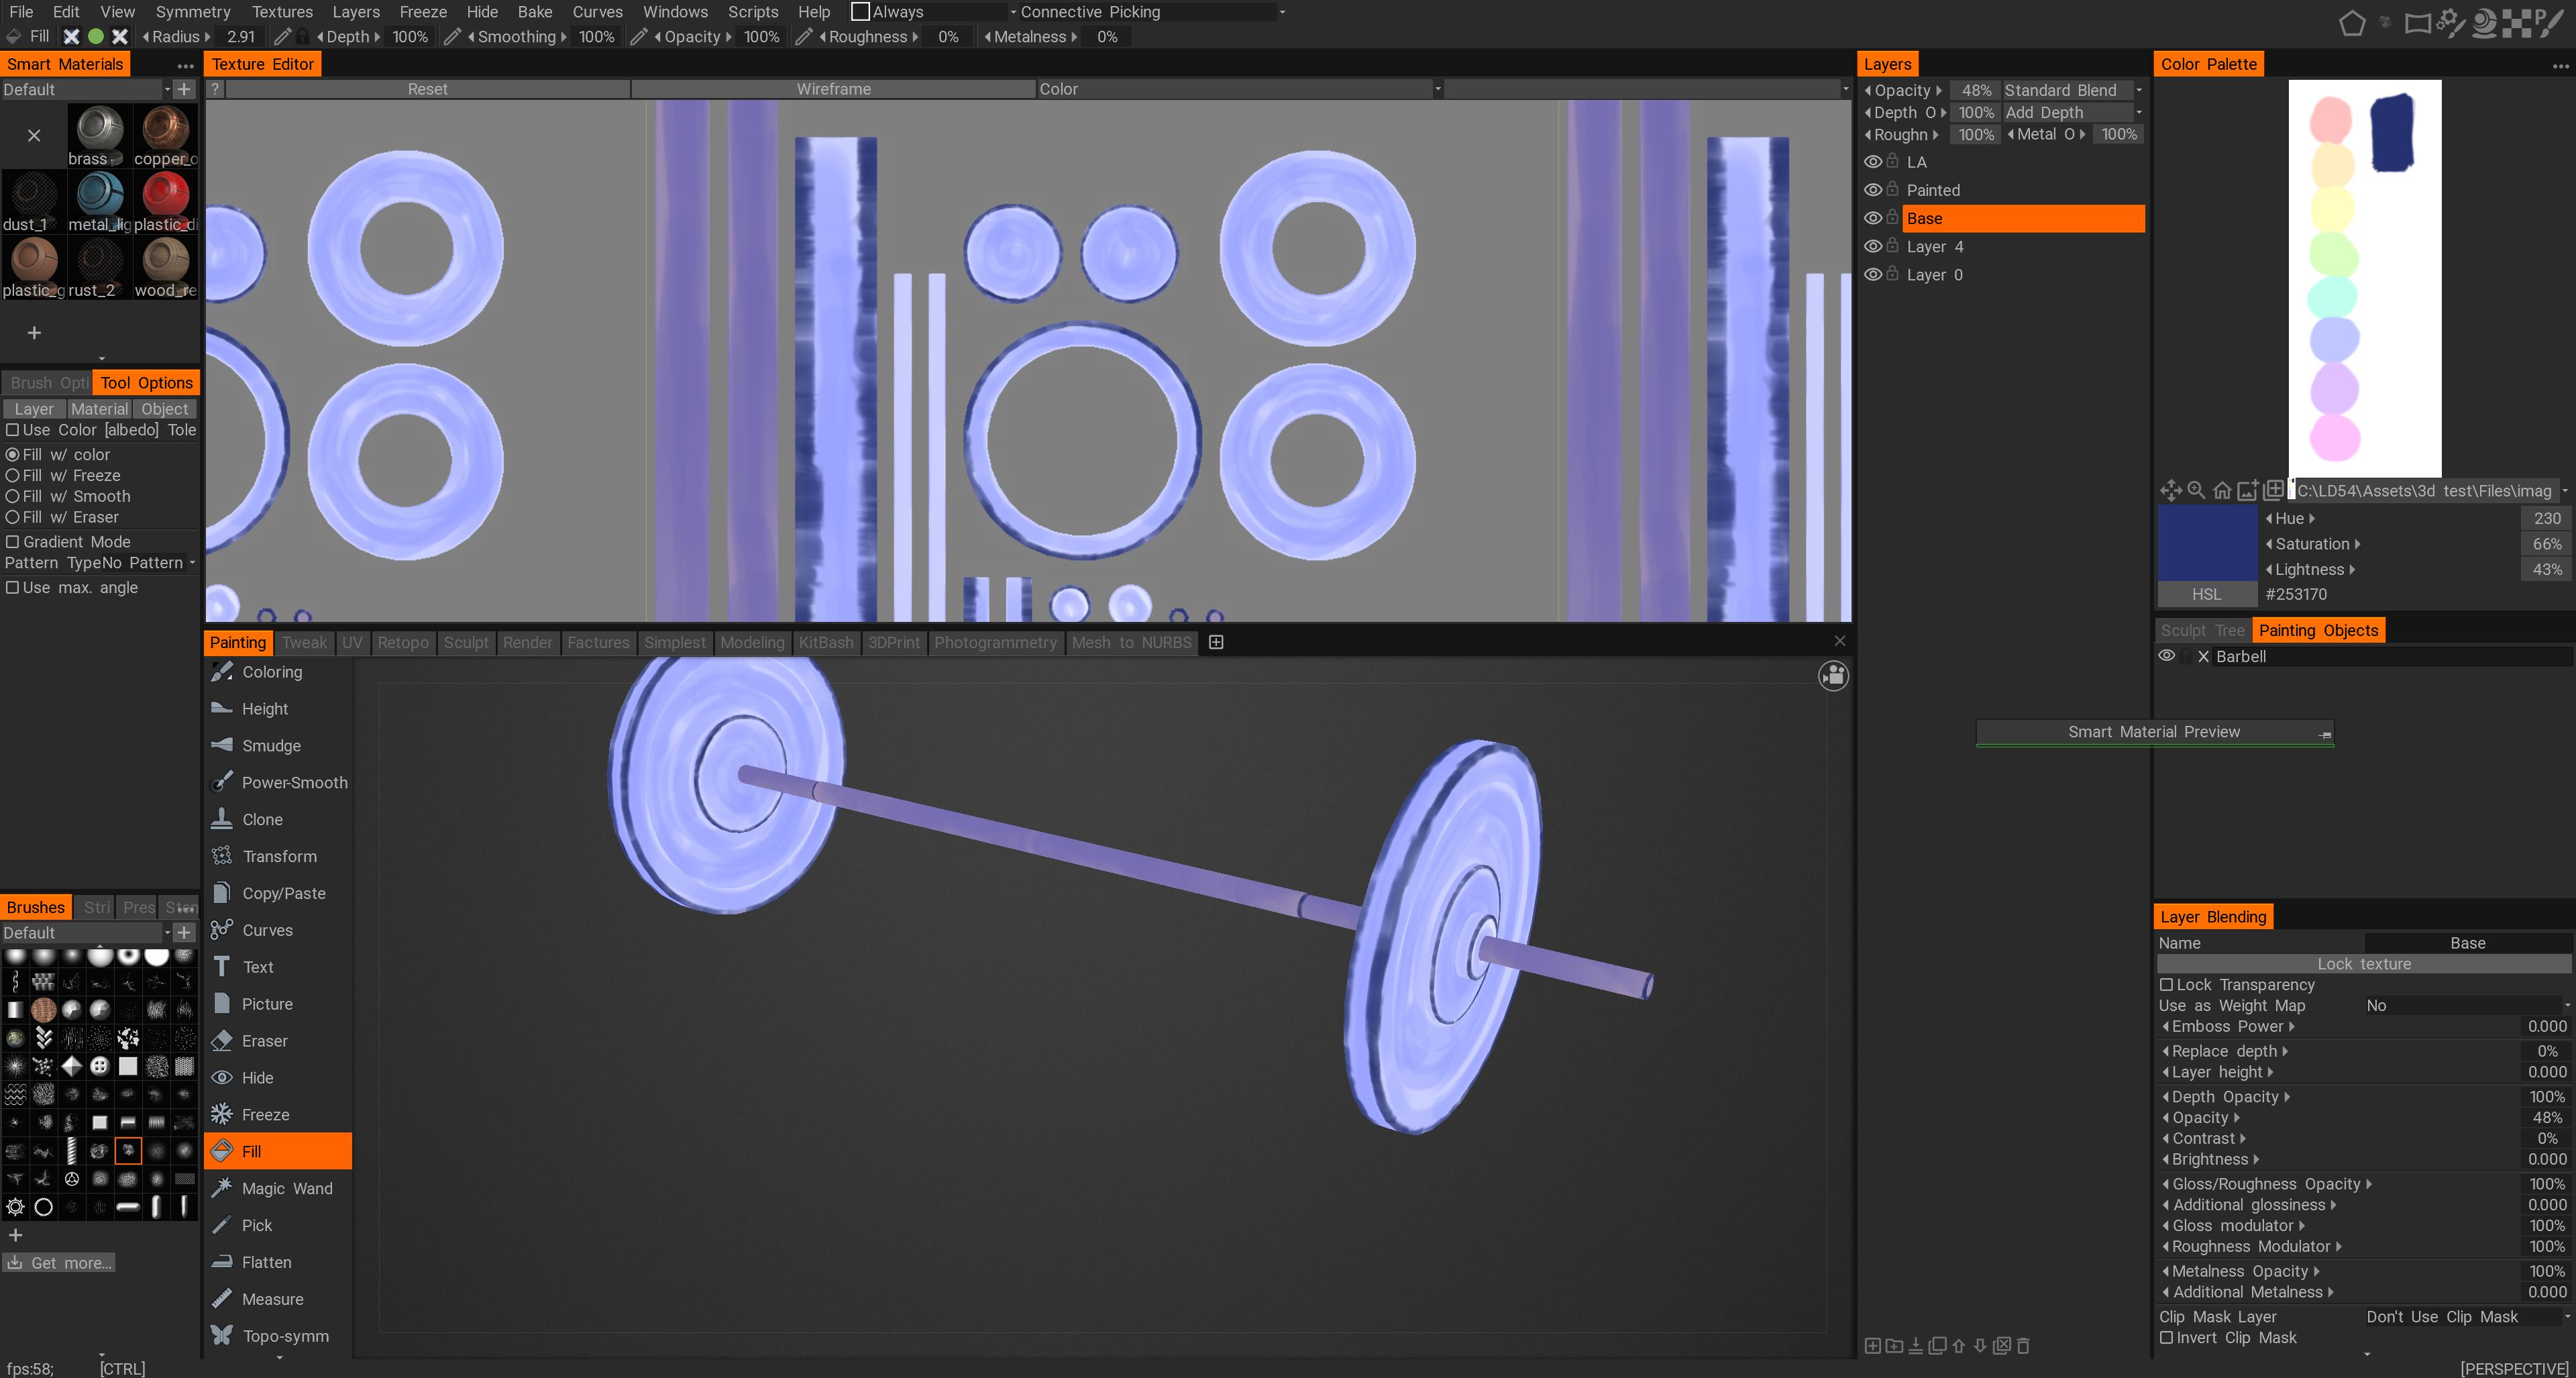 File Edit View Symmetry Textures Layers Freeze Hide Bake Curves Windows Scripts Help Always Connective Picking
Fill Radius 2.91 Depth 100% Smoothing 100% Opacity 100% Roughness 0% Metalness 0%
Smart Materials
Default
brass
copper_o
dust_1
metal_lig
plastic_di
plastic_g
rust_2
wood_re
Brush Opti Tool Options
Layer Material Object
Use Color [albedo] Tole
Fill w/ color
Fill w/ Freeze
Fill w/ Smooth
Fill w/ Eraser
Gradient Mode
Pattern Type No Pattern
Use max. angle
Brushes Stri Pres
Default
Get more...
fps:58; [CTRL]
Texture Editor
? Reset Wireframe Color
Painting Tweak UV Retopo Sculpt Render Factures Simplest Modeling KitBash 3DPrint Photogrammetry Mesh to NURBS
Coloring
Height
Smudge
Power-Smooth
Clone
Transform
Copy/Paste
Curves
Text
Picture
Eraser
Hide
Freeze
Fill
Magic Wand
Pick
Flatten
Measure
Topo-symm
Layers
Opacity 48% Standard Blend
Depth O 100% Add Depth
Roughn 100% Metal O 100%
LA
Painted
Base
Layer 4
Layer 0
Smart Material Preview
Color Palette
C:\LD54\Assets\3d test\Files\imag
Hue 230
Saturation 66%
Lightness 43%
HSL #253170
Sculpt Tree Painting Objects
X Barbell
Layer Blending
Name Base
Lock texture
Lock Transparency
Use as Weight Map No
Emboss Power 0.000
Replace depth 0%
Layer height 0.000
Depth Opacity 100%
Opacity 48%
Contrast 0%
Brightness 0.000
Gloss/Roughness Opacity 100%
Additional glossiness 0.000
Gloss modulator 100%
Roughness Modulator 100%
Metalness Opacity 100%
Additional Metalness 0.000
Clip Mask Layer Don't Use Clip Mask
Invert Clip Mask
[PERSPECTIVE]